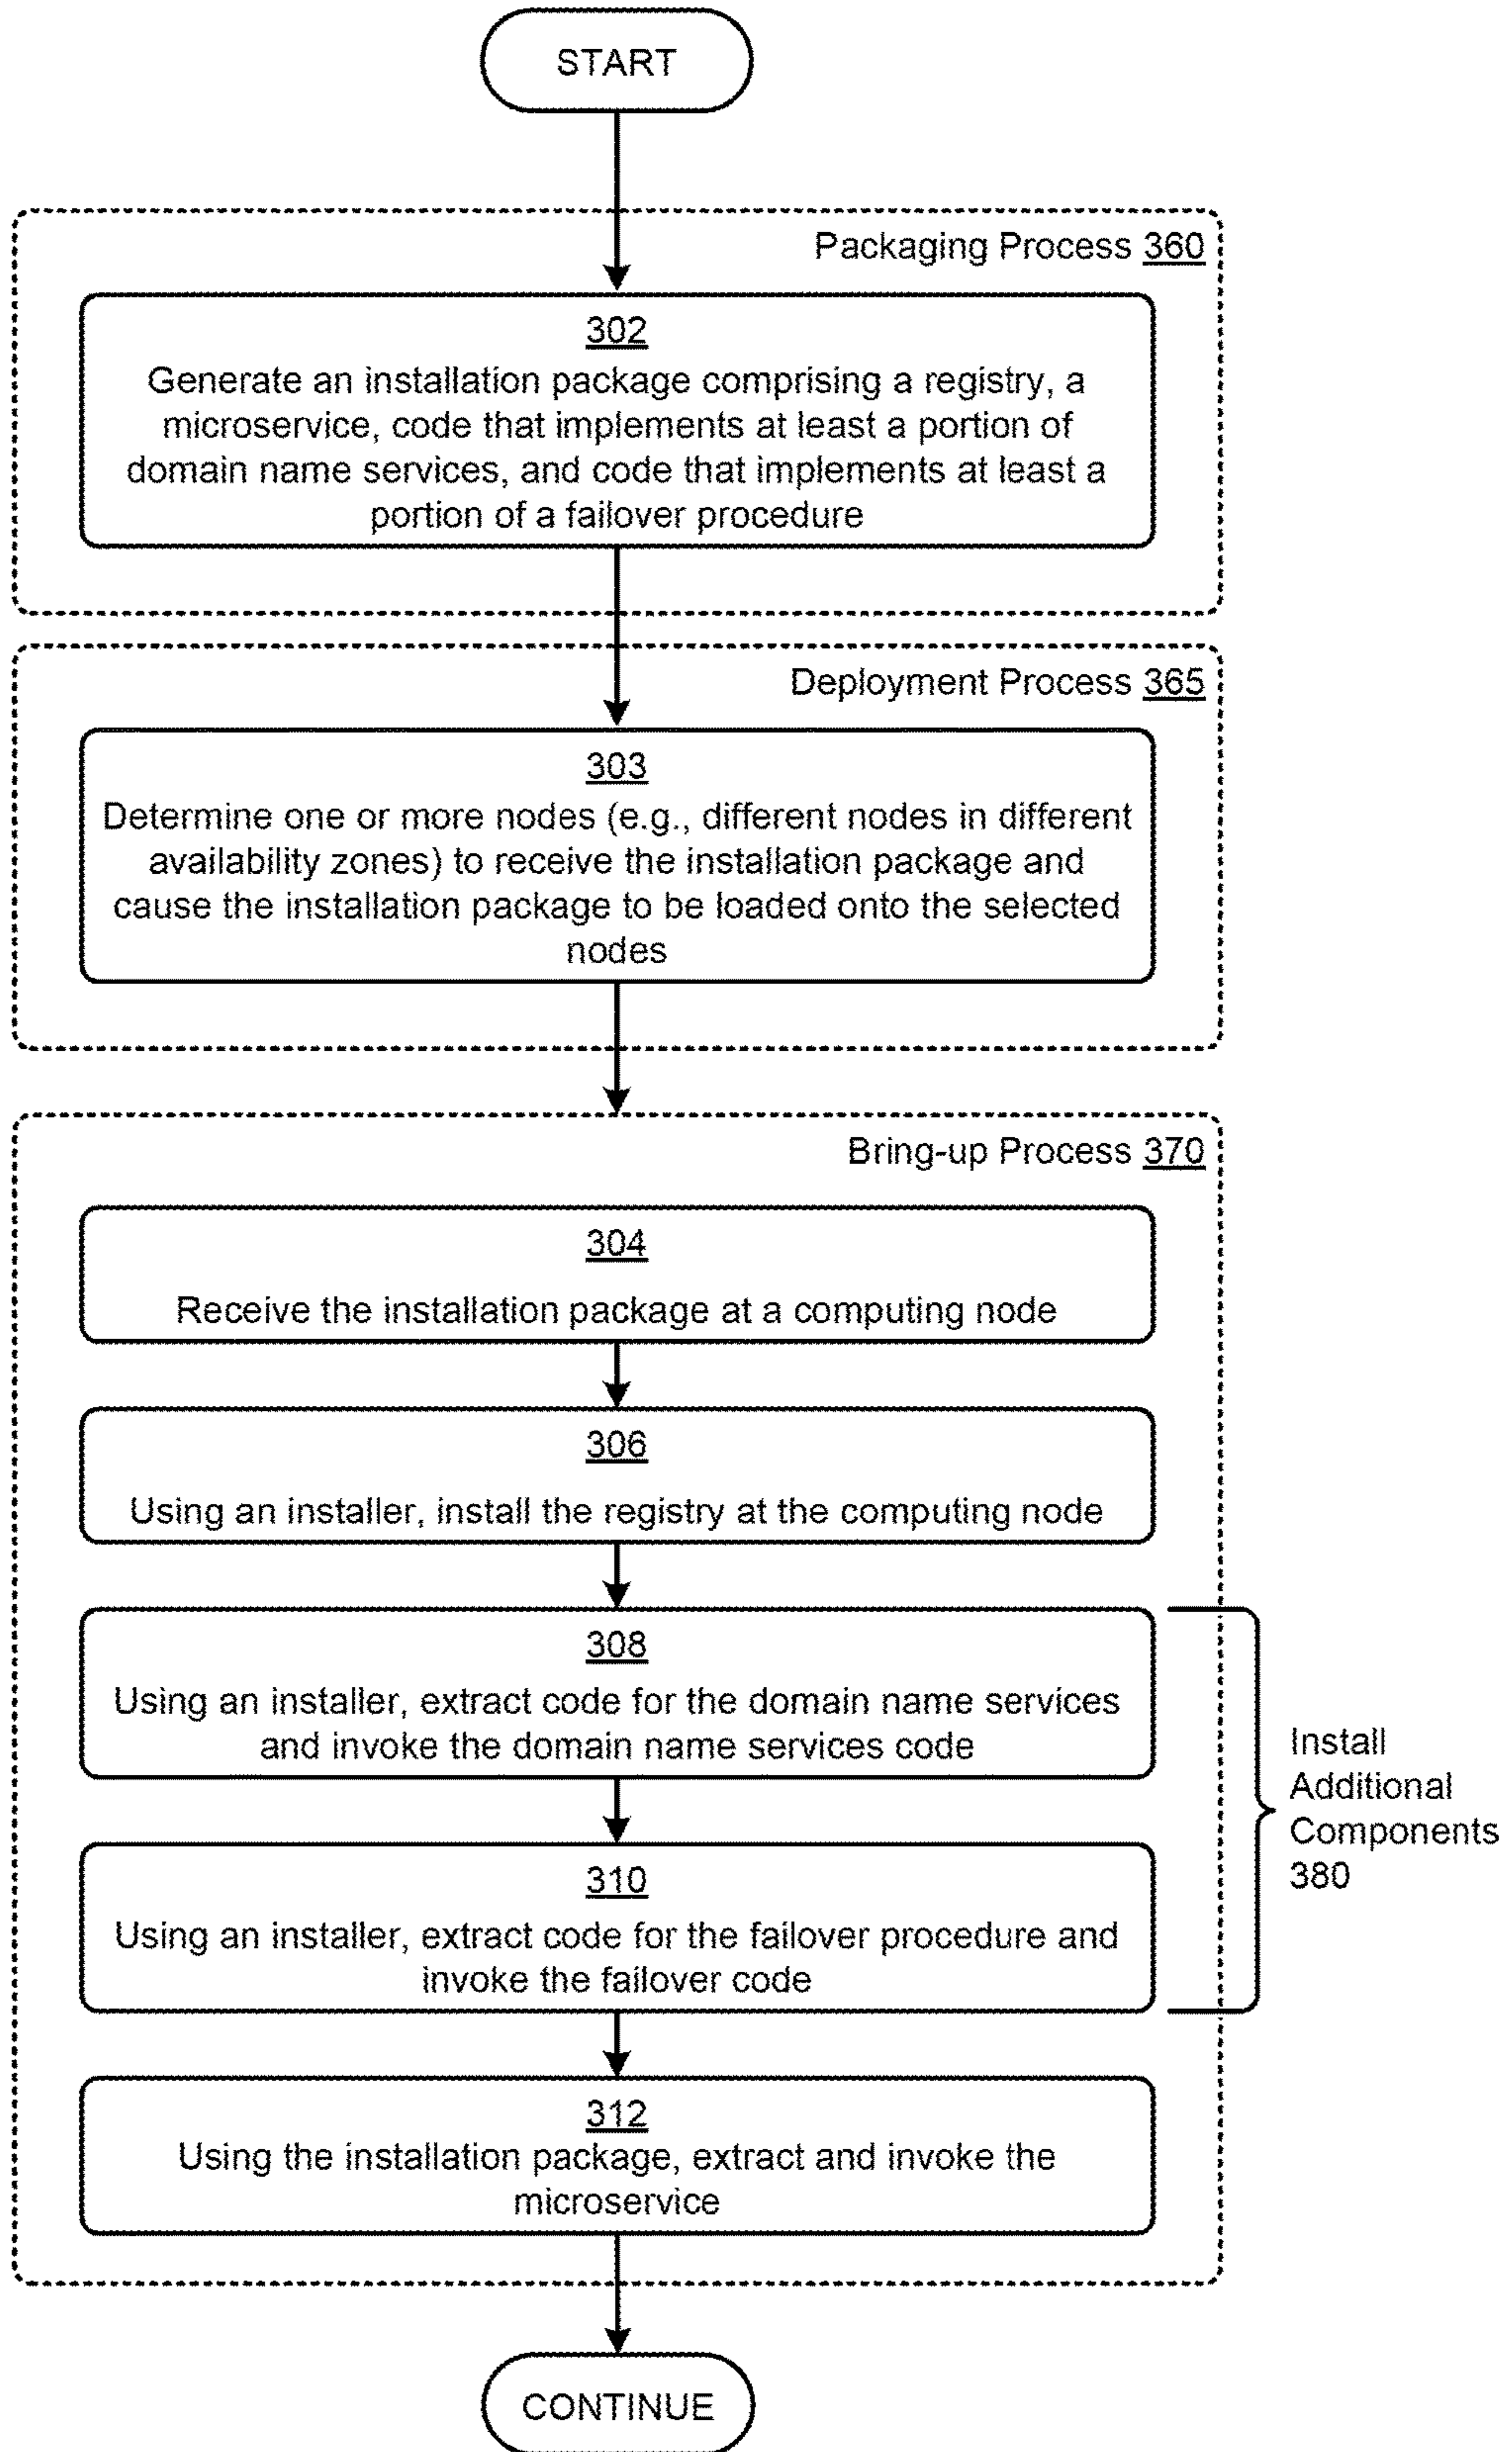 START
Packaging Process 360
302
Generate an installation package comprising a registry, a
microservice, code that implements at least a portion of
domain name services, and code that implements at least a
portion of a failover procedure
Deployment Process 365
303
Determine one or more nodes (e.g., different nodes in different
availability zones) to receive the installation package and
cause the installation package to be loaded onto the selected
nodes
Bring-up Process 370
304
Receive the installation package at a computing node
306
Using an installer, install the registry at the computing node
308
Using an installer, extract code for the domain name services
and invoke the domain name services code
310
Using an installer, extract code for the failover procedure and
invoke the failover code
Install
Additional
Components
380
312
Using the installation package, extract and invoke the
microservice
CONTINUE